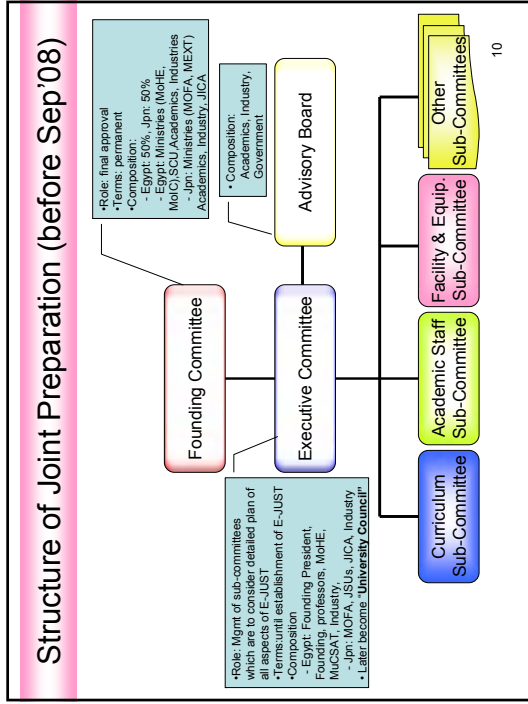 Structure of Joint Preparation (before Sep'08)
•Role: final approval
•Terms: permanent
•Composition:
- Egypt: 50%, Jpn: 50%
- Egypt: Ministries (MoHE,
MoIC),SCU,Academics, Industries
- Jpn: Ministries (MOFA, MEXT)
Academics, Industry, JICA
Founding Committee
• Composition:
Academics, Industry,
Government
•Role: Mgmt of sub-committees
which are to consider detailed plan of
all aspects of E-JUST
•Terms:until establishment of E-JUST
•Composition
- Egypt: Founding President,
Founding, professors, MoHE,
MuCSAT, Industry,
- Jpn: MOFA, JSUs, JICA, Industry
• Later become "University Council"
Executive Committee
Advisory Board
Curriculum
Sub-Committee
Academic Staff
Sub-Committee
Facility & Equip.
Sub-Committee
Other
Sub-Committees
10